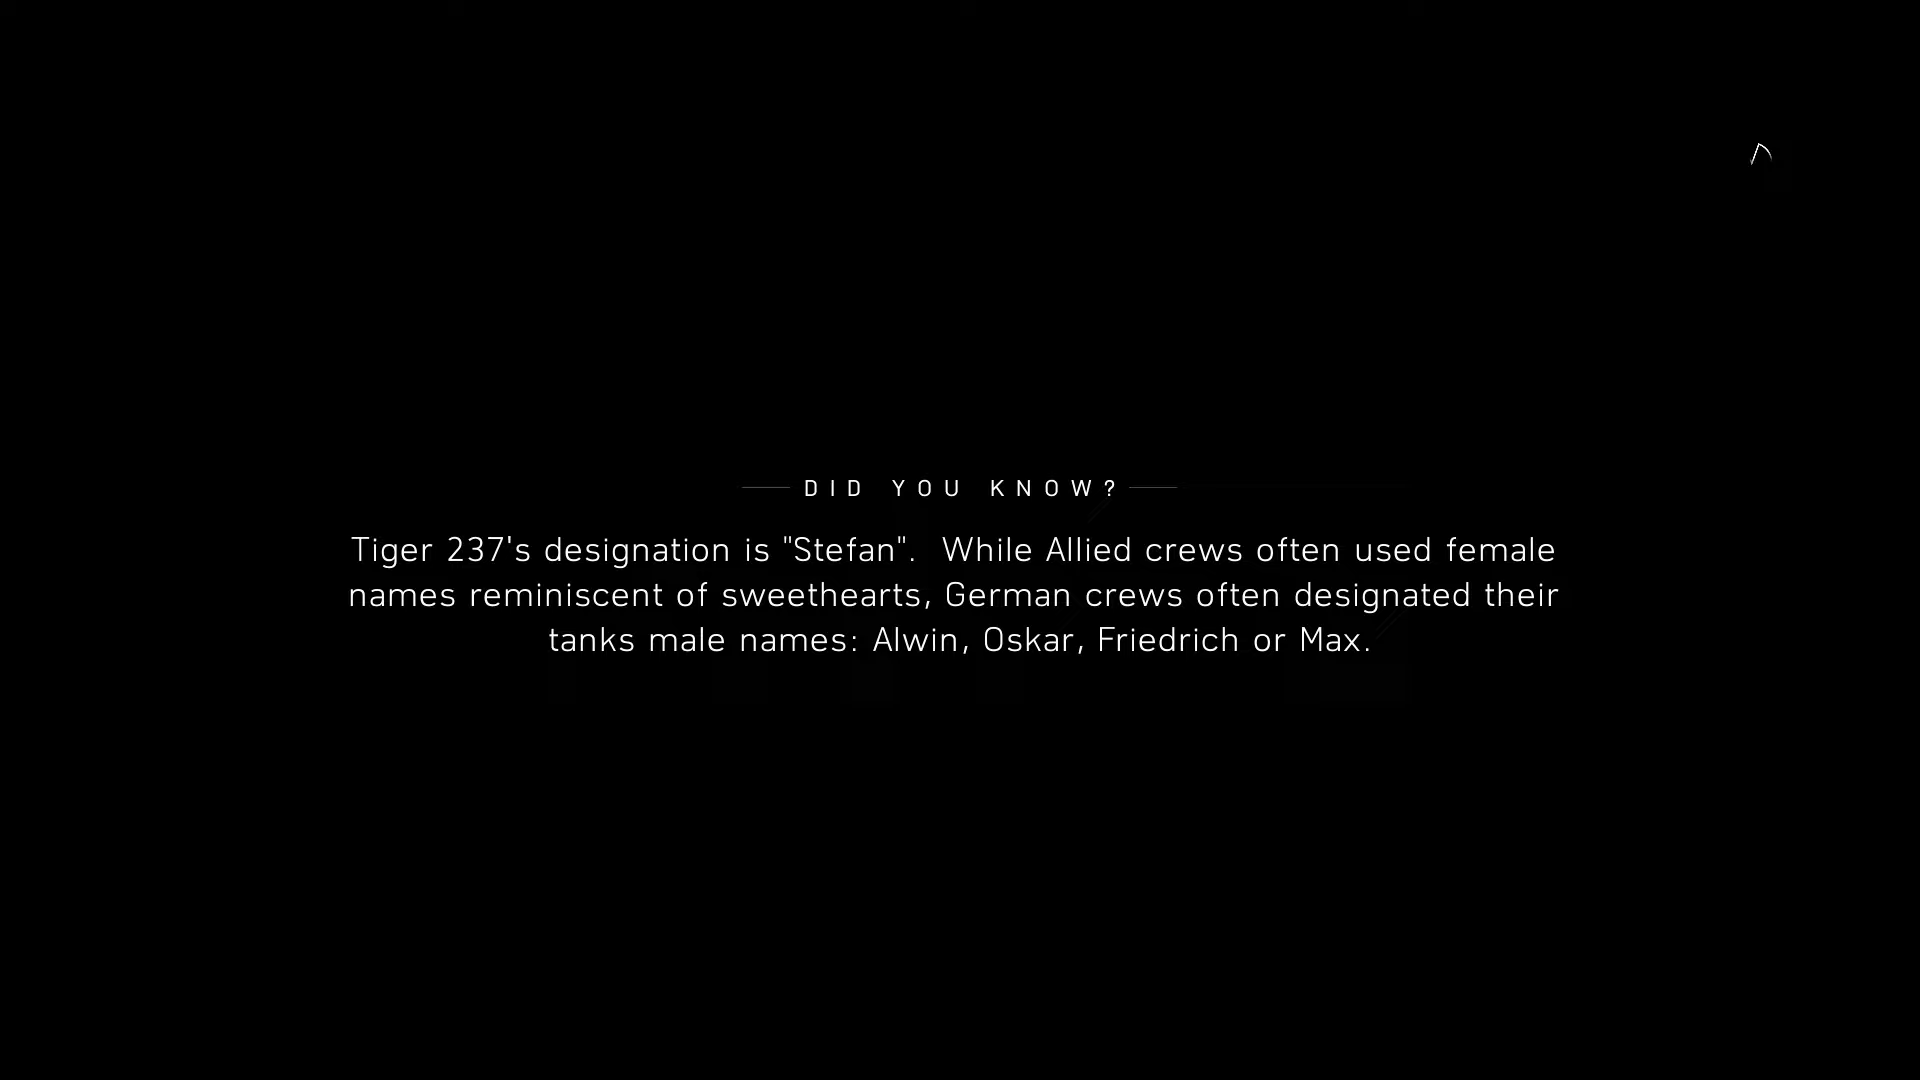 DID YOU KNOW?
Tiger 237's designation is "Stefan".  While Allied crews often used female
names reminiscent of sweethearts, German crews often designated their
tanks male names: Alwin, Oskar, Friedrich or Max.